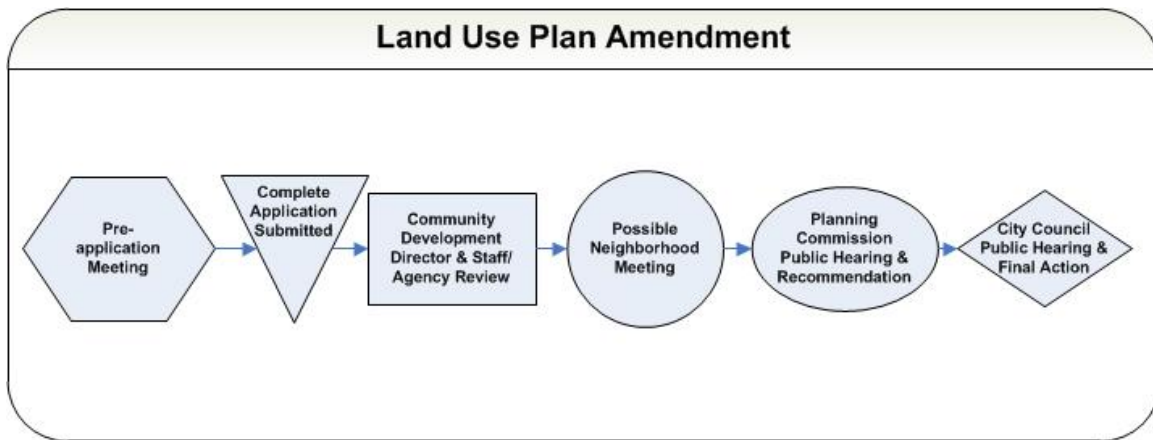 Land Use Plan Amendment
Pre-
application
Meeting
Complete
Application
Submitted
Community
Development
Director & Staff/
Agency Review
Possible
Neighborhood
Meeting
Planning
Commission
Public Hearing &
Recommendation
City Council
Public Hearing &
Final Action